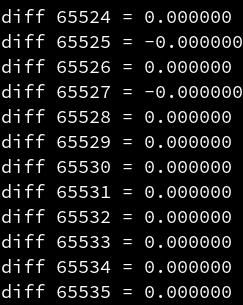 diff 65524 = 0.000000
diff 65525 = -0.000000
diff 65526 = 0.000000
diff 65527 = -0.000000
diff 65528 = 0.000000
diff 65529 = 0.000000
diff 65530 = 0.000000
diff 65531 = 0.000000
diff 65532 = 0.000000
diff 65533 = 0.000000
diff 65534 = 0.000000
diff 65535 = 0.000000